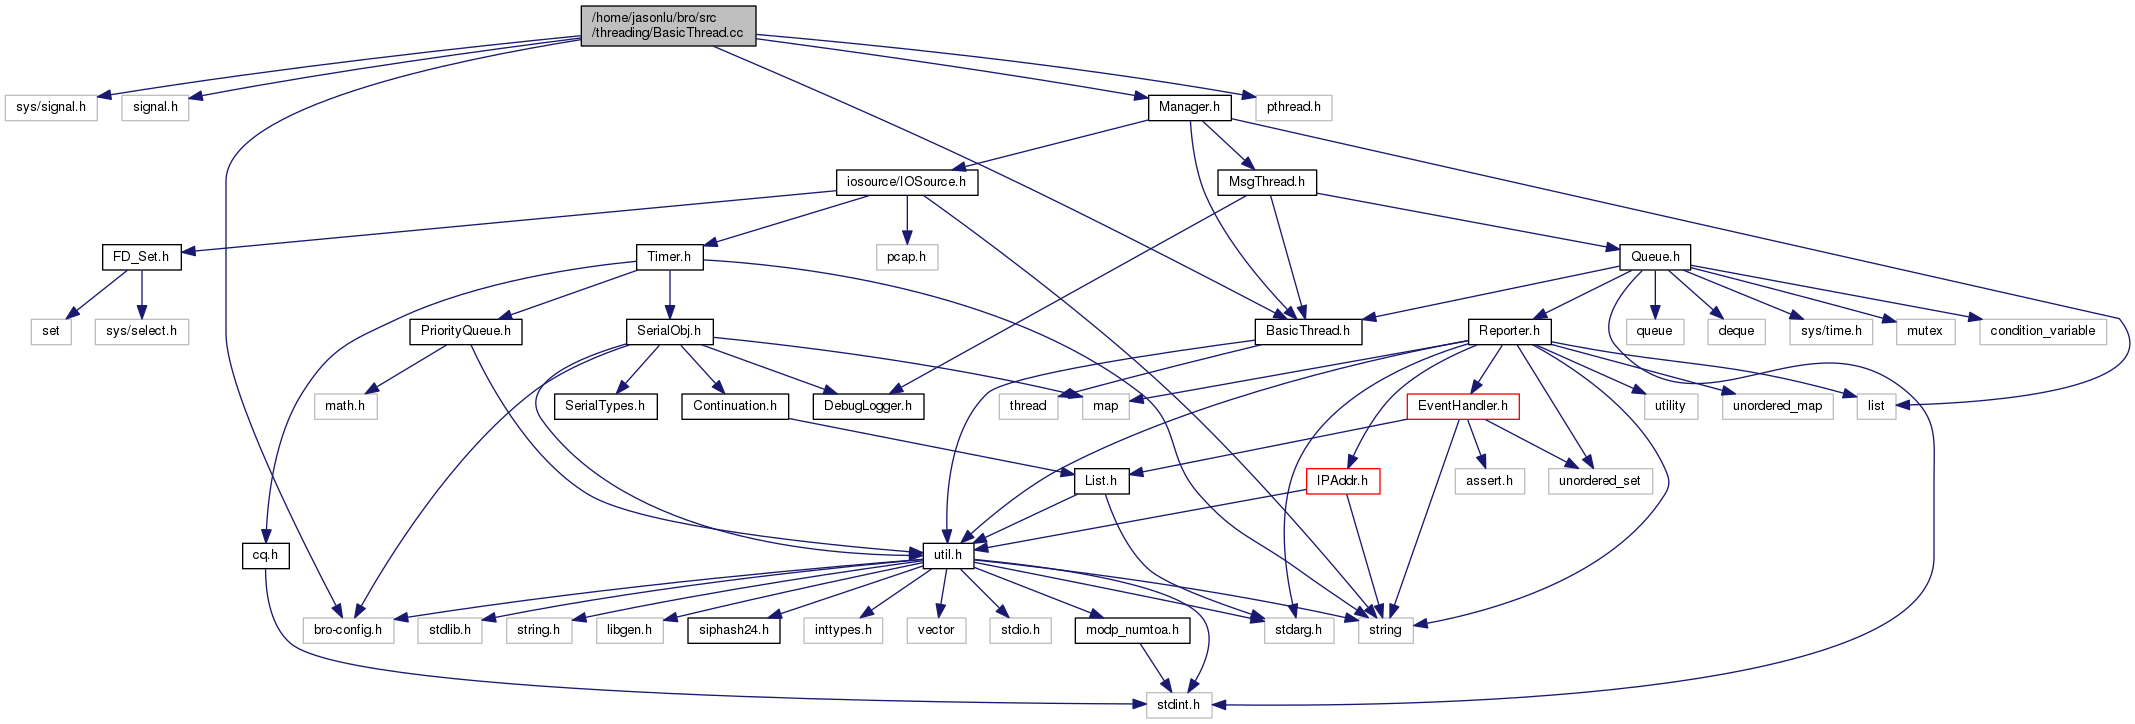 /home/jasonlu/bro/src
/threading/BasicThread.cc
sys/signal.h
signal.h
Manager.h
pthread.h
iosource/IOSource.h
MsgThread.h
FD_Set.h
Timer.h
pcap.h
Queue.h
set
sys/select.h
PriorityQueue.h
SerialObj.h
BasicThread.h
Reporter.h
queue
deque
sys/time.h
mutex
condition_variable
math.h
SerialTypes.h
Continuation.h
DebugLogger.h
thread
map
EventHandler.h
utility
unordered_map
list
List.h
IPAddr.h
assert.h
unordered_set
cq.h
util.h
bro-config.h
stdlib.h
string.h
libgen.h
siphash24.h
inttypes.h
vector
stdio.h
modp_numtoa.h
stdarg.h
string
stdint.h